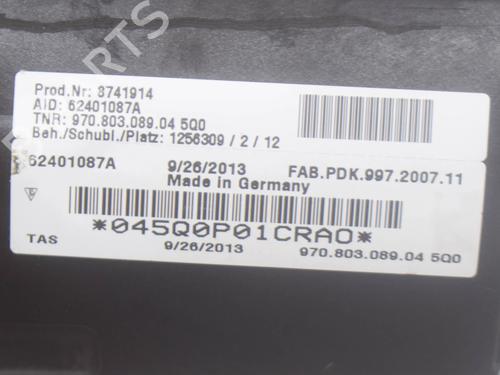 Prod.Nr: 3741914
AID: 62401087A
TNR: 970.803.089.04 5Q0
Beh./Schubl./Platz: 1256309 / 2 / 12
62401087A 9/26/2013 FAB.PDK.997.2007.11
Made in Germany
*045Q0P01CRA0*
TAS 9/26/2013 970.803.089.04 5Q0